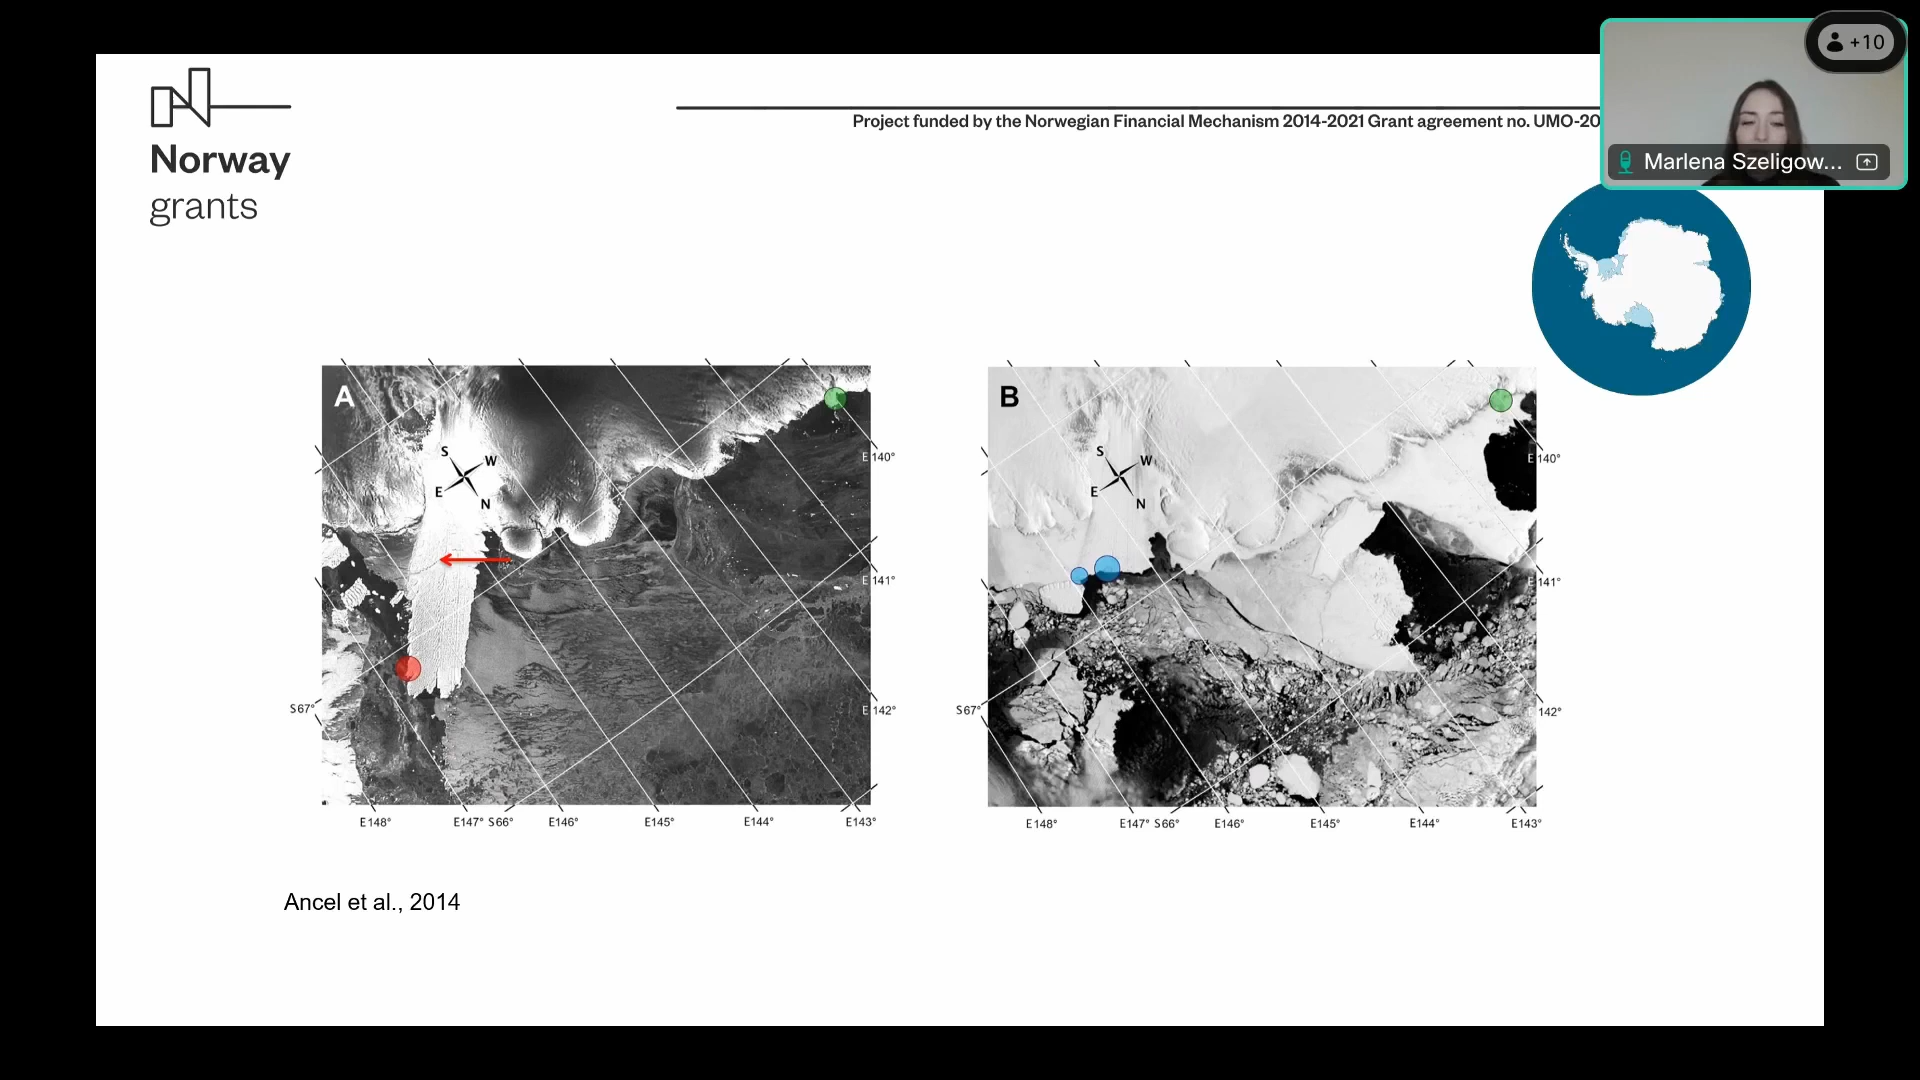 +10
Norway
grants
Project funded by the Norwegian Financial Mechanism 2014-2021 Grant agreement no. UMO-20
Marlena Szeligow...
A
S
W
E
N
E 140°
E 141°
E 142°
S67°
E148°
E147° S66°
E146°
E145°
E144°
E143°
B
S
W
E
N
E 140°
E 141°
142°
S67°
E148°
E147° S66°
E146°
E145°
E144°
E143°
Ancel et al., 2014